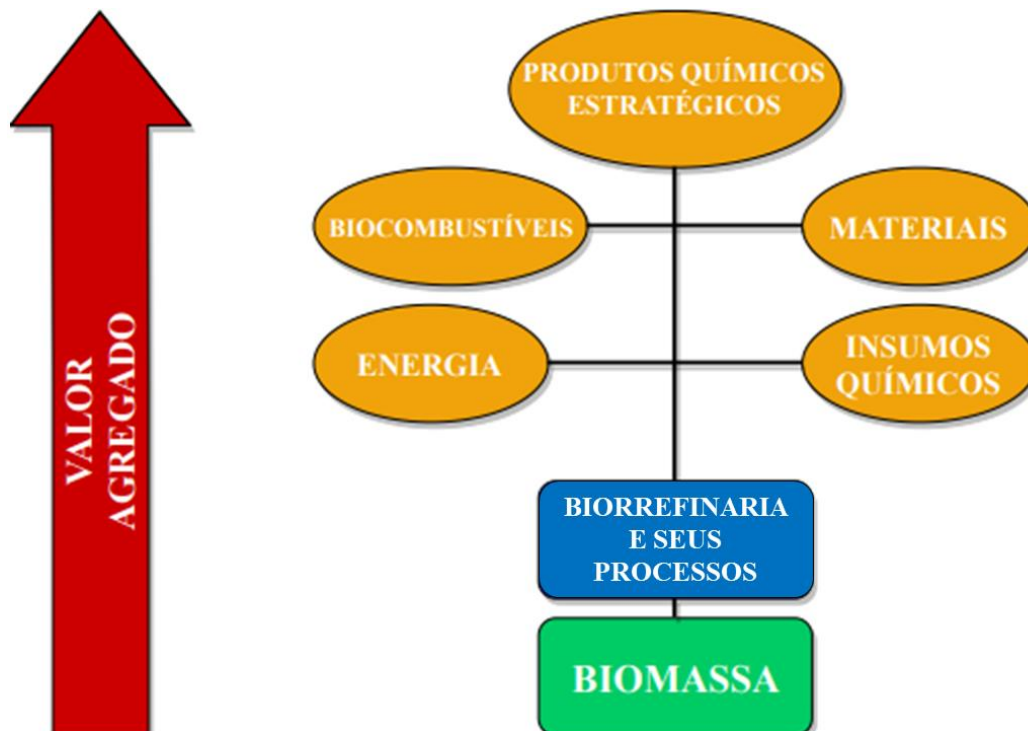 PRODUTOS QUÍMICOS
ESTRATÉGICOS
BIOCOMBUSTÍVEIS
MATERIAIS
ENERGIA
INSUMOS
QUÍMICOS
VALOR
AGREGADO
BIORREFINARIA
E SEUS
PROCESSOS
BIOMASSA